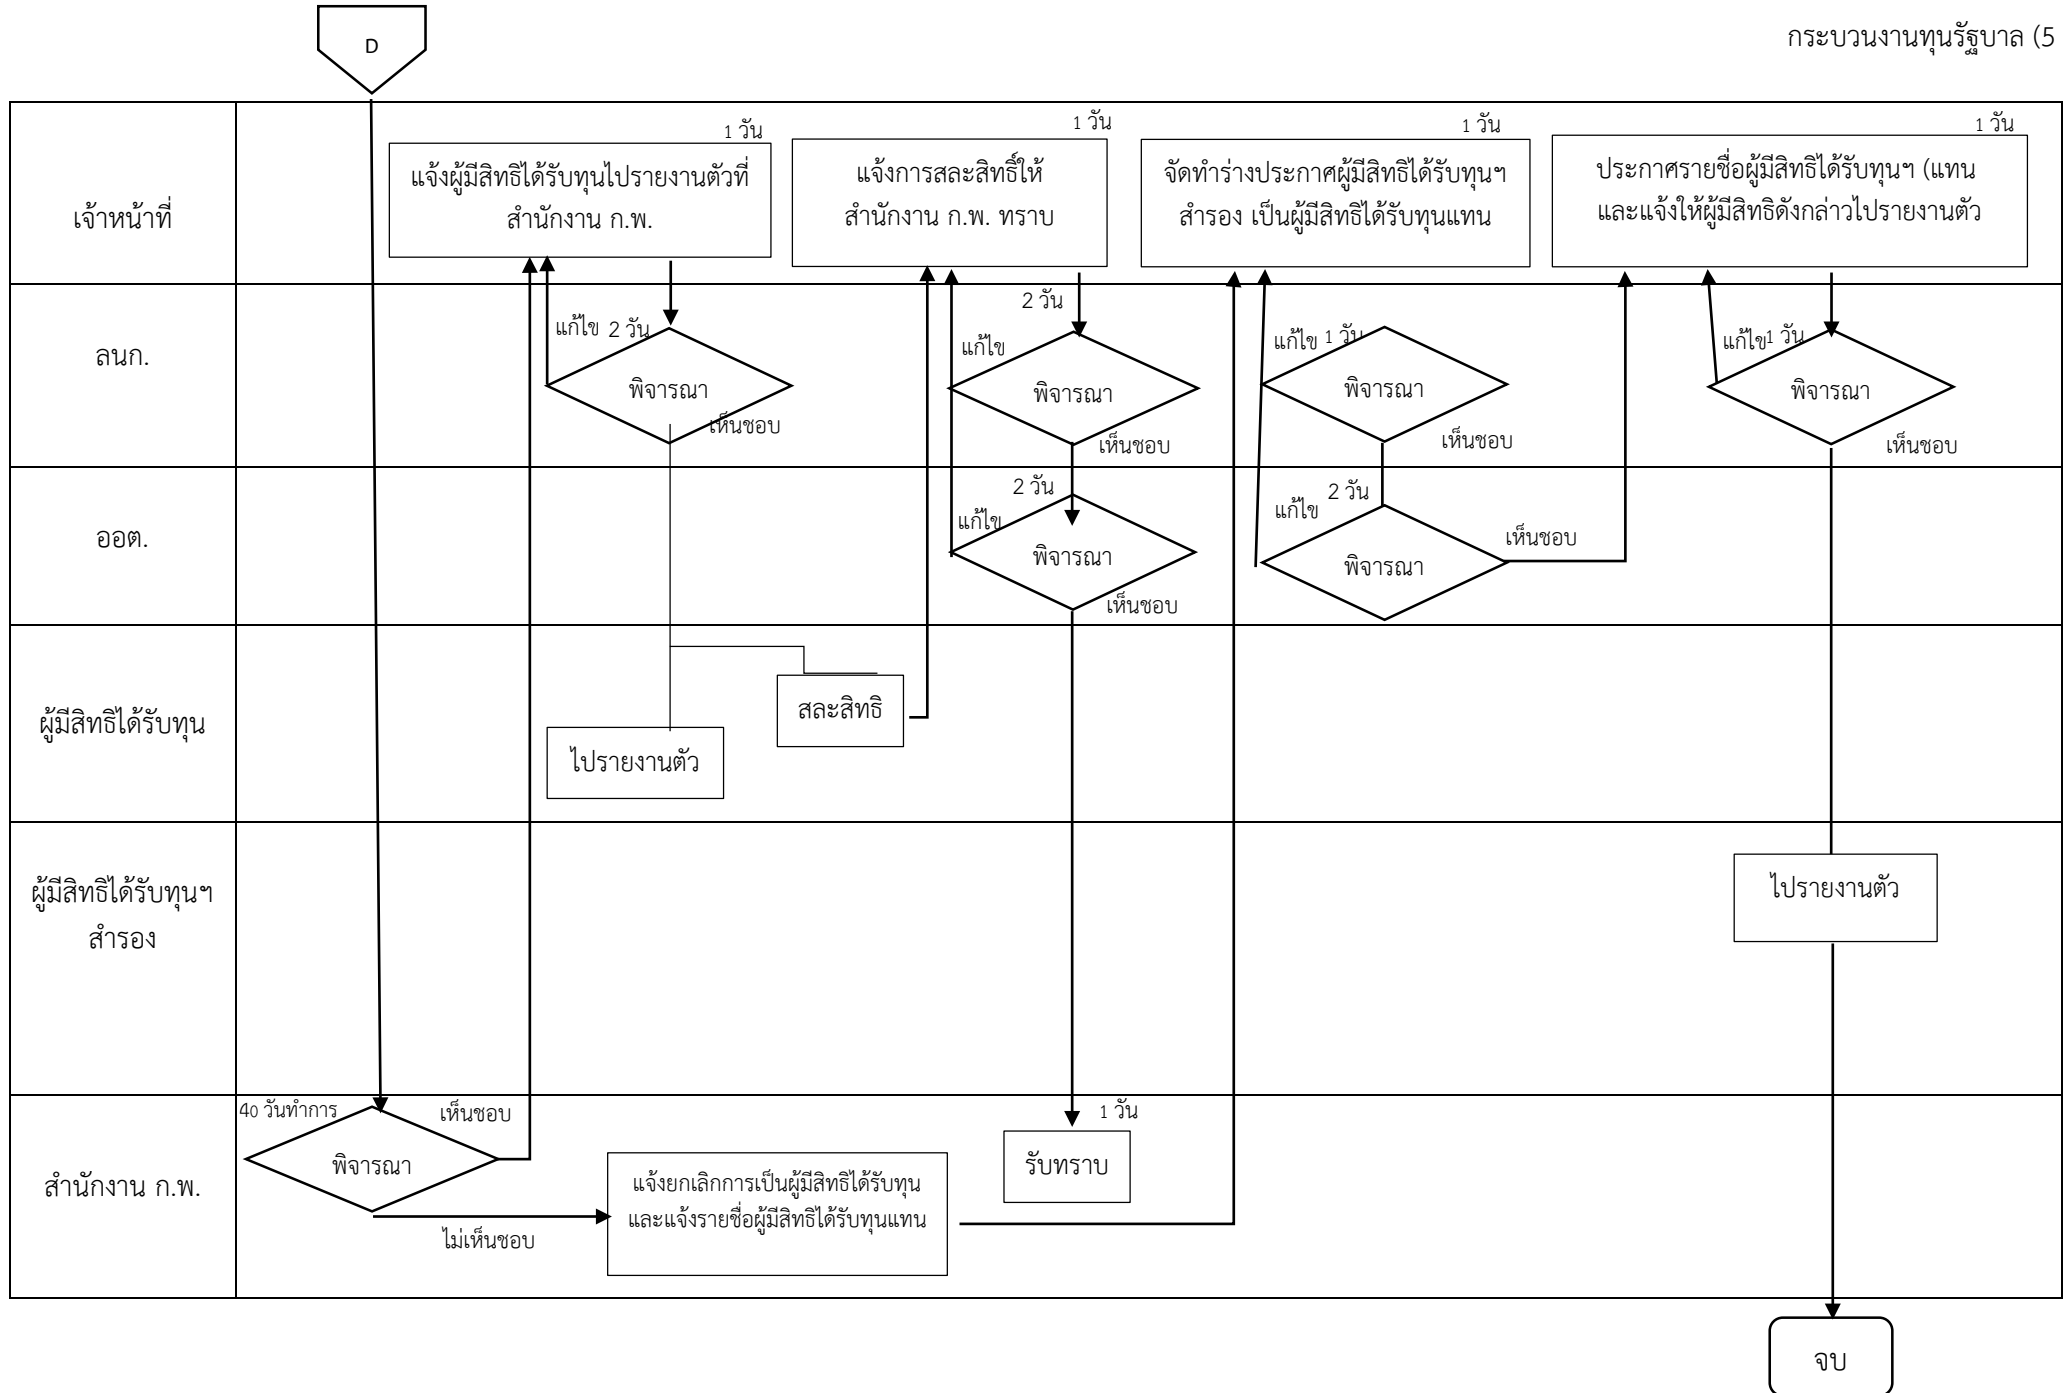 D
กระบวนงานทุนรัฐบาล (5
เจ้าหน้าที่
1 วัน
แจ้งผู้มีสิทธิได้รับทุนไปรายงานตัวที่
สำนักงาน ก.พ.
1 วัน
แจ้งการสละสิทธิ์ให้
สำนักงาน ก.พ. ทราบ
1 วัน
จัดทำร่างประกาศผู้มีสิทธิได้รับทุนฯ
สำรอง เป็นผู้มีสิทธิได้รับทุนแทน
1 วัน
ประกาศรายชื่อผู้มีสิทธิได้รับทุนฯ (แทน
และแจ้งให้ผู้มีสิทธิดังกล่าวไปรายงานตัว
ลนก.
แก้ไข 2 วัน
พิจารณา
เห็นชอบ
2 วัน
แก้ไข
พิจารณา
เห็นชอบ
แก้ไข 1 วัน
พิจารณา
เห็นชอบ
แก้ไข1 วัน
พิจารณา
เห็นชอบ
ออต.
2 วัน
แก้ไข
พิจารณา
เห็นชอบ
2 วัน
แก้ไข
พิจารณา
เห็นชอบ
ผู้มีสิทธิได้รับทุน
สละสิทธิ
ไปรายงานตัว
ผู้มีสิทธิได้รับทุนฯ
สำรอง
ไปรายงานตัว
สำนักงาน ก.พ.
40 วันทำการ
พิจารณา
เห็นชอบ
ไม่เห็นชอบ
แจ้งยกเลิกการเป็นผู้มีสิทธิได้รับทุน
และแจ้งรายชื่อผู้มีสิทธิได้รับทุนแทน
1 วัน
รับทราบ
จบ